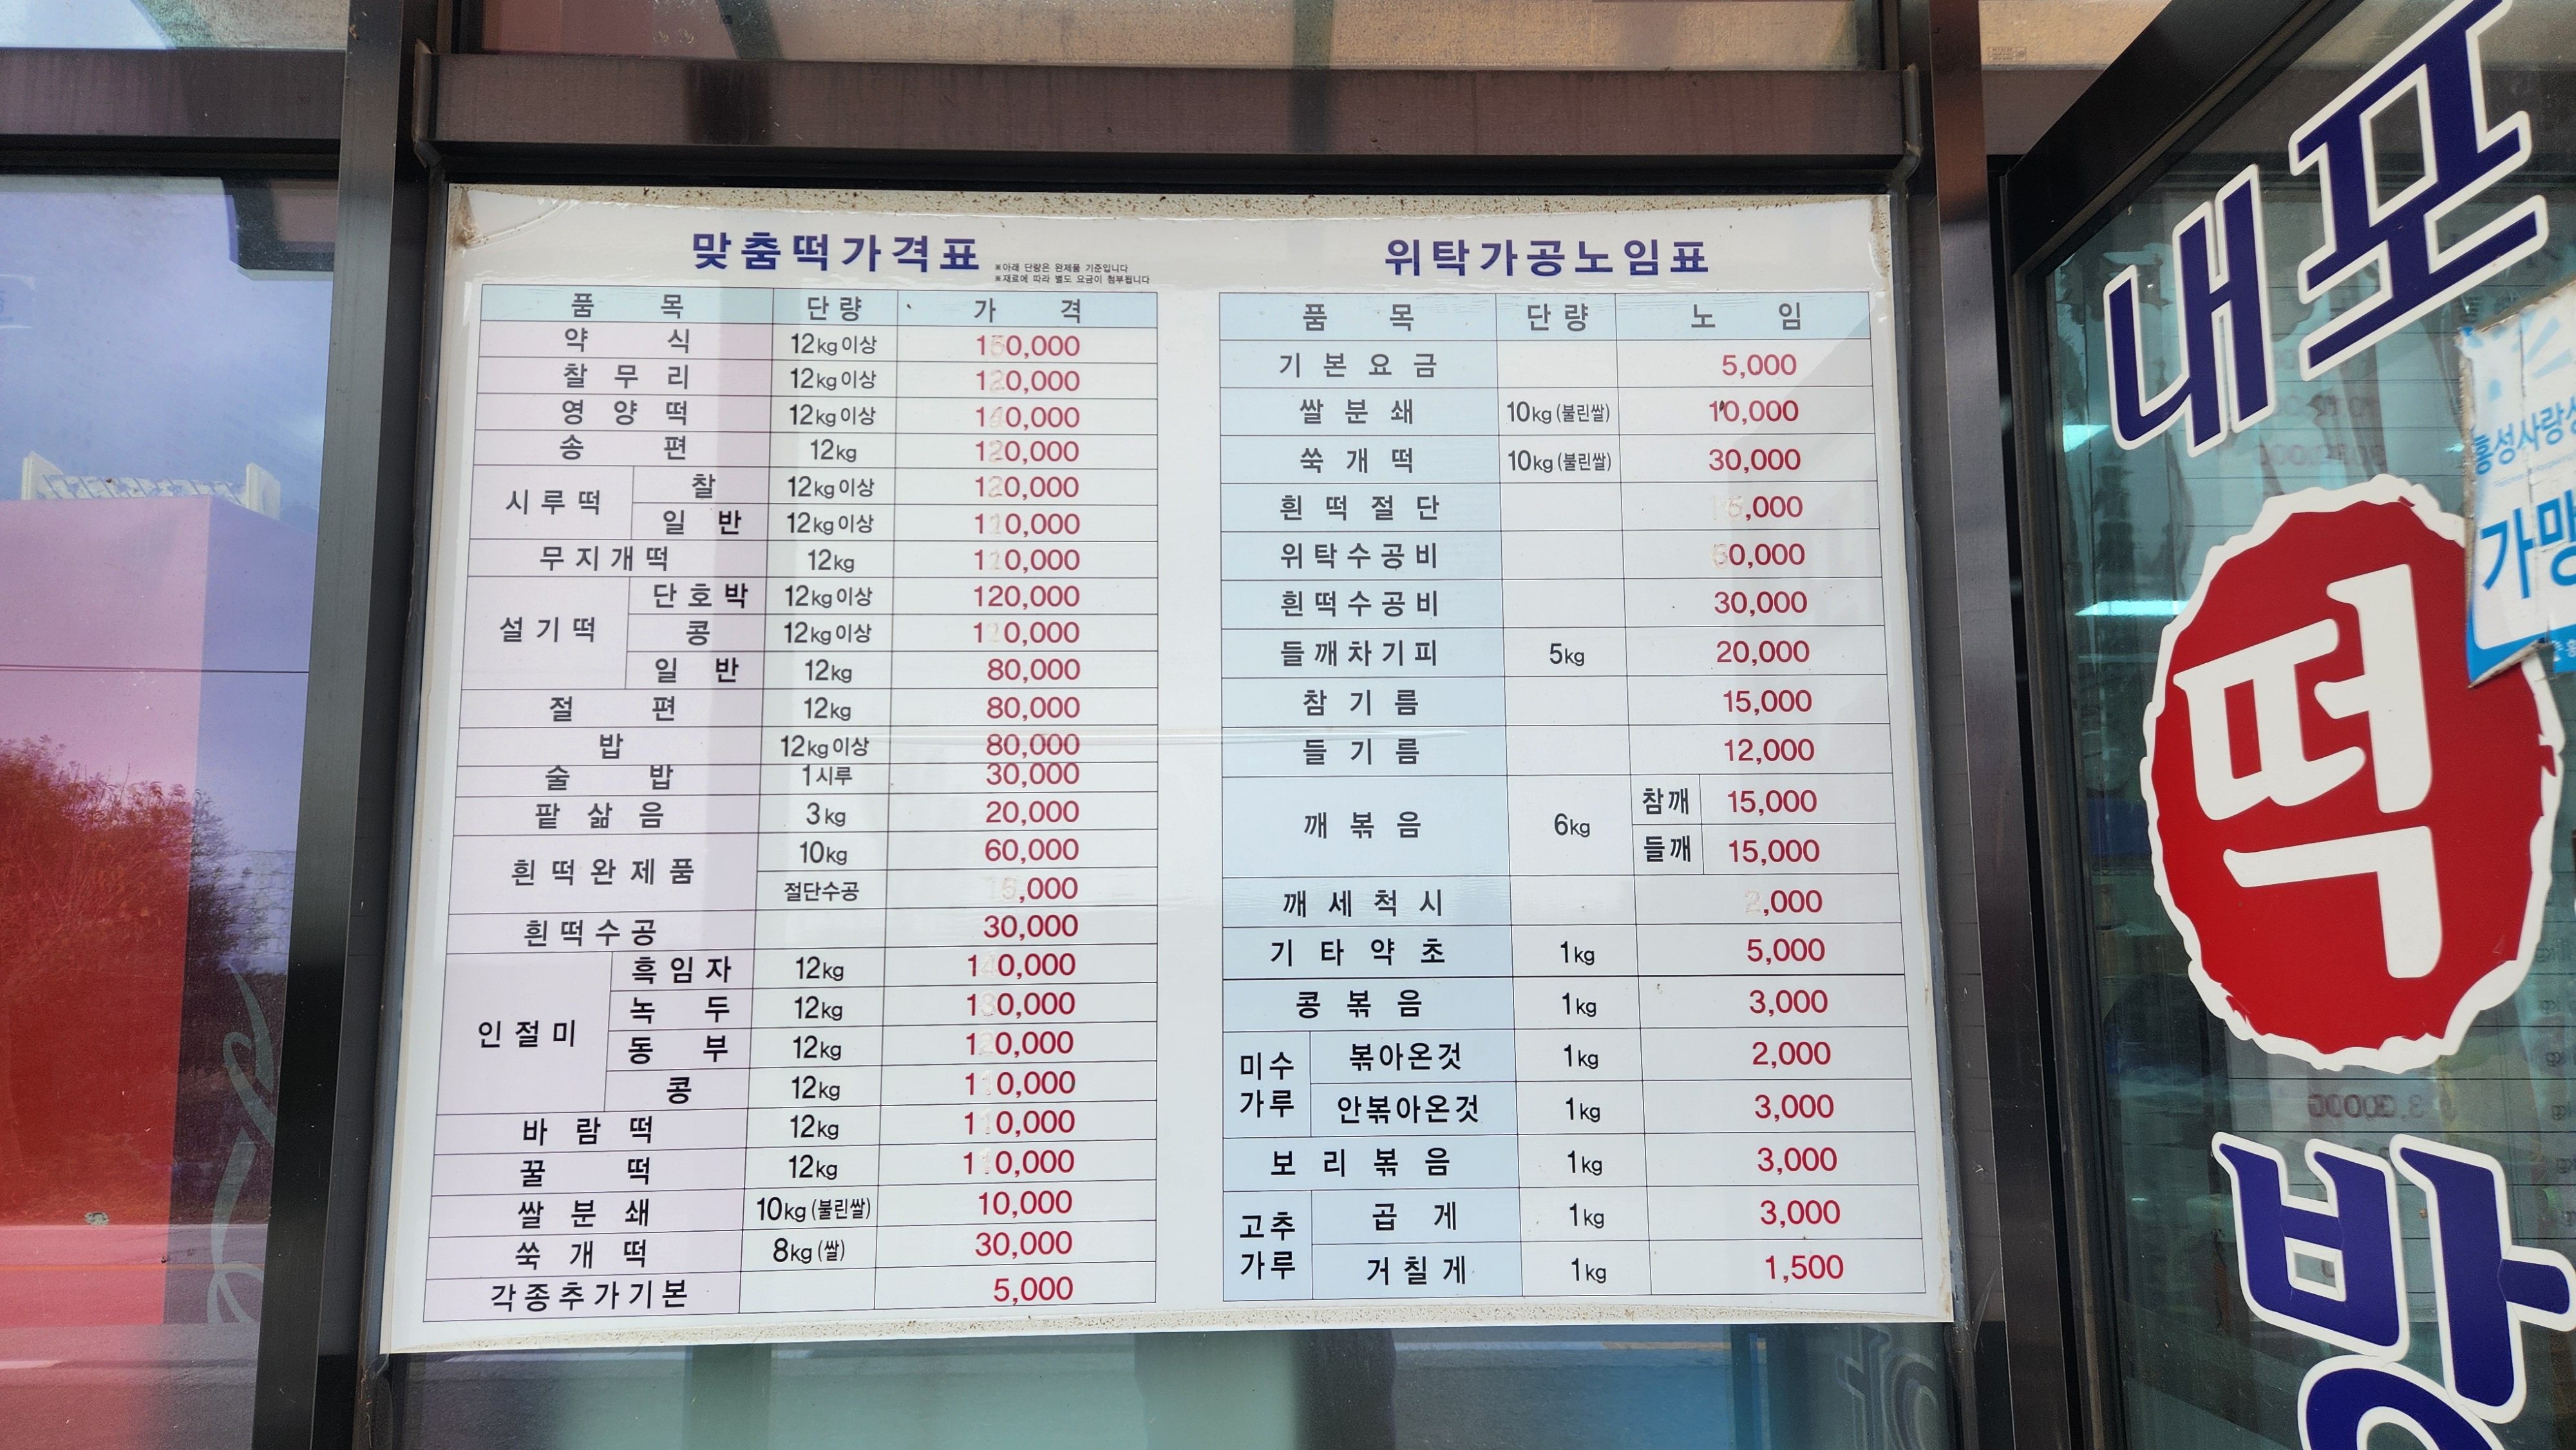 맞춤떡가격표
※아래 단량은 완제품 기준입니다
※재료에 따라 별도 요금이 첨부됩니다
품 목 단량 가 격
약 식 12kg이상 150,000
찰 무 리 12kg이상 120,000
영 양 떡 12kg이상 140,000
송 편 12kg 120,000
시루떡 찰 12kg이상 120,000
일 반 12kg이상 110,000
무지개떡 12kg 110,000
설기떡 단호박 12kg이상 120,000
콩 12kg이상 120,000
일 반 12kg 80,000
절 편 12kg 80,000
밥 12kg이상 80,000
술 밥 1시루 30,000
팥 삶 음 3kg 20,000
흰떡완제품 10kg 60,000
절단수공 ,000
흰떡수공 30,000
인절미 흑임자 12kg 140,000
녹 두 12kg 130,000
동 부 12kg 120,000
콩 12kg 110,000
바 람 떡 12kg 110,000
꿀 떡 12kg 110,000
쌀 분 쇄 10kg(불린쌀) 10,000
쑥 개 떡 8kg(쌀) 30,000
각종추가기본 5,000
위탁가공노임표
품 목 단량 노 임
기본요금 5,000
쌀 분 쇄 10kg(불린쌀) 10,000
쑥 개 떡 10kg(불린쌀) 30,000
흰 떡 절 단 ,000
위탁수공비 0,000
흰떡수공비 30,000
들깨차기피 5kg 20,000
참 기 름 15,000
들 기 름 12,000
깨 볶 음 6kg 참깨 15,000
들깨 15,000
깨 세 척 시 2,000
기 타 약 초 1kg 5,000
콩 볶 음 1kg 3,000
미수가루 볶아온것 1kg 2,000
안볶아온것 1kg 3,000
보 리 볶 음 1kg 3,000
고추가루 곱 게 1kg 3,000
거칠게 1kg 1,500
내포
떡
방
홍성사랑
가맹